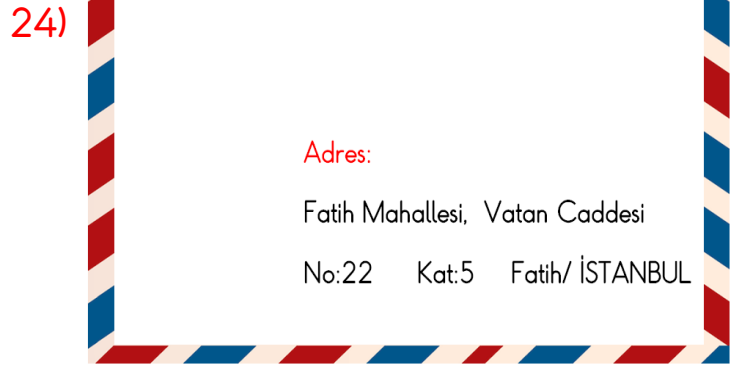 24)
Adres:
Fatih Mahallesi, Vatan Caddesi
No:22 Kat:5 Fatih/ İSTANBUL